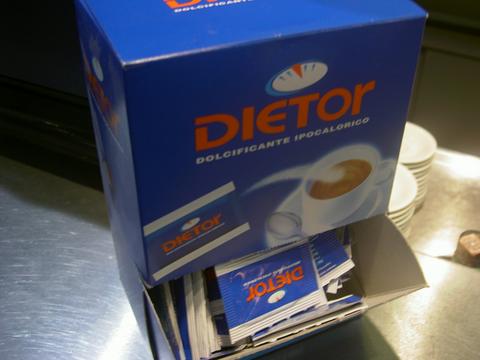 DOLCIFICANTE
DIETOR
DOLCIFICANTE IPOCALORICO
DIETOR
DIETOR